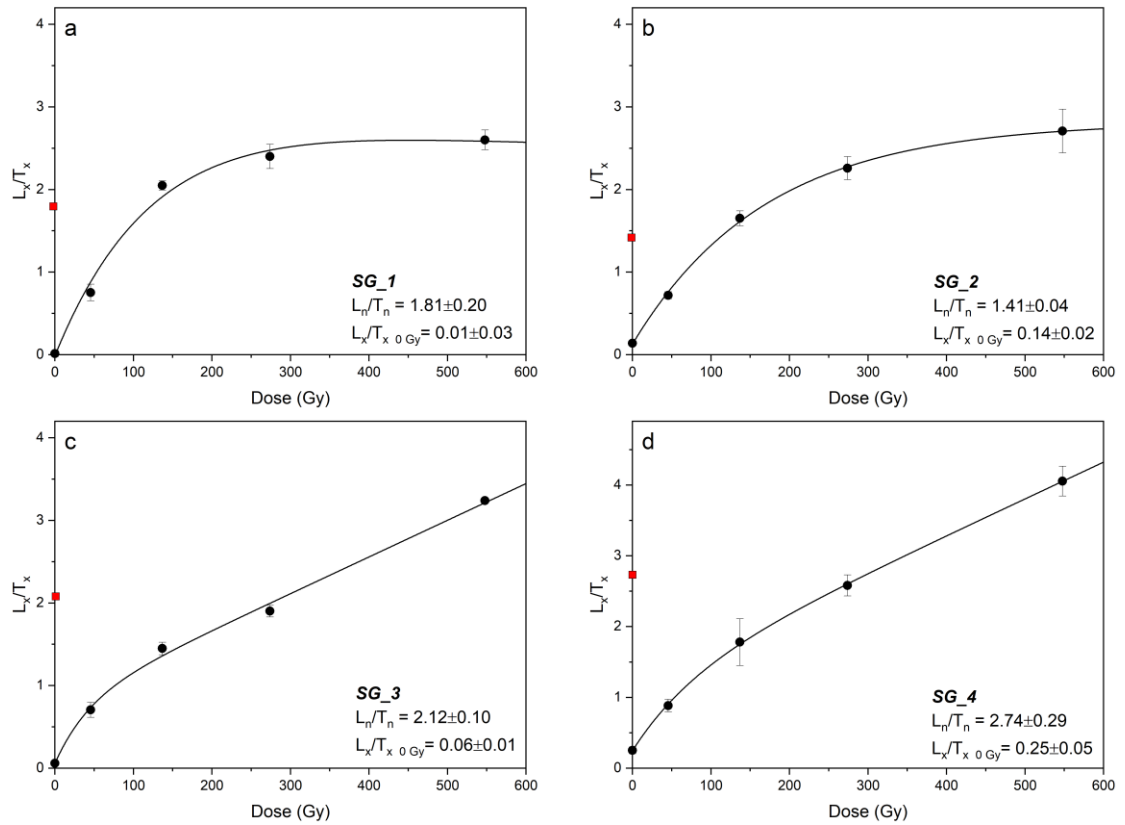 a
4
3
2
1
0
Lx/Tx
0 100 200 300 400 500 600
Dose (Gy)
SG_1
Ln/Tn = 1.81±0.20
Lx/Tx 0 Gy= 0.01±0.03
b
4
3
2
1
0
Lx/Tx
0 100 200 300 400 500 600
Dose (Gy)
SG_2
Ln/Tn = 1.41±0.04
Lx/Tx 0 Gy= 0.14±0.02
c
4
3
2
1
0
Lx/Tx
0 100 200 300 400 500 600
Dose (Gy)
SG_3
Ln/Tn = 2.12±0.10
Lx/Tx 0 Gy= 0.06±0.01
d
4
3
2
1
0
Lx/Tx
0 100 200 300 400 500 600
Dose (Gy)
SG_4
Ln/Tn = 2.74±0.29
Lx/Tx 0 Gy= 0.25±0.05